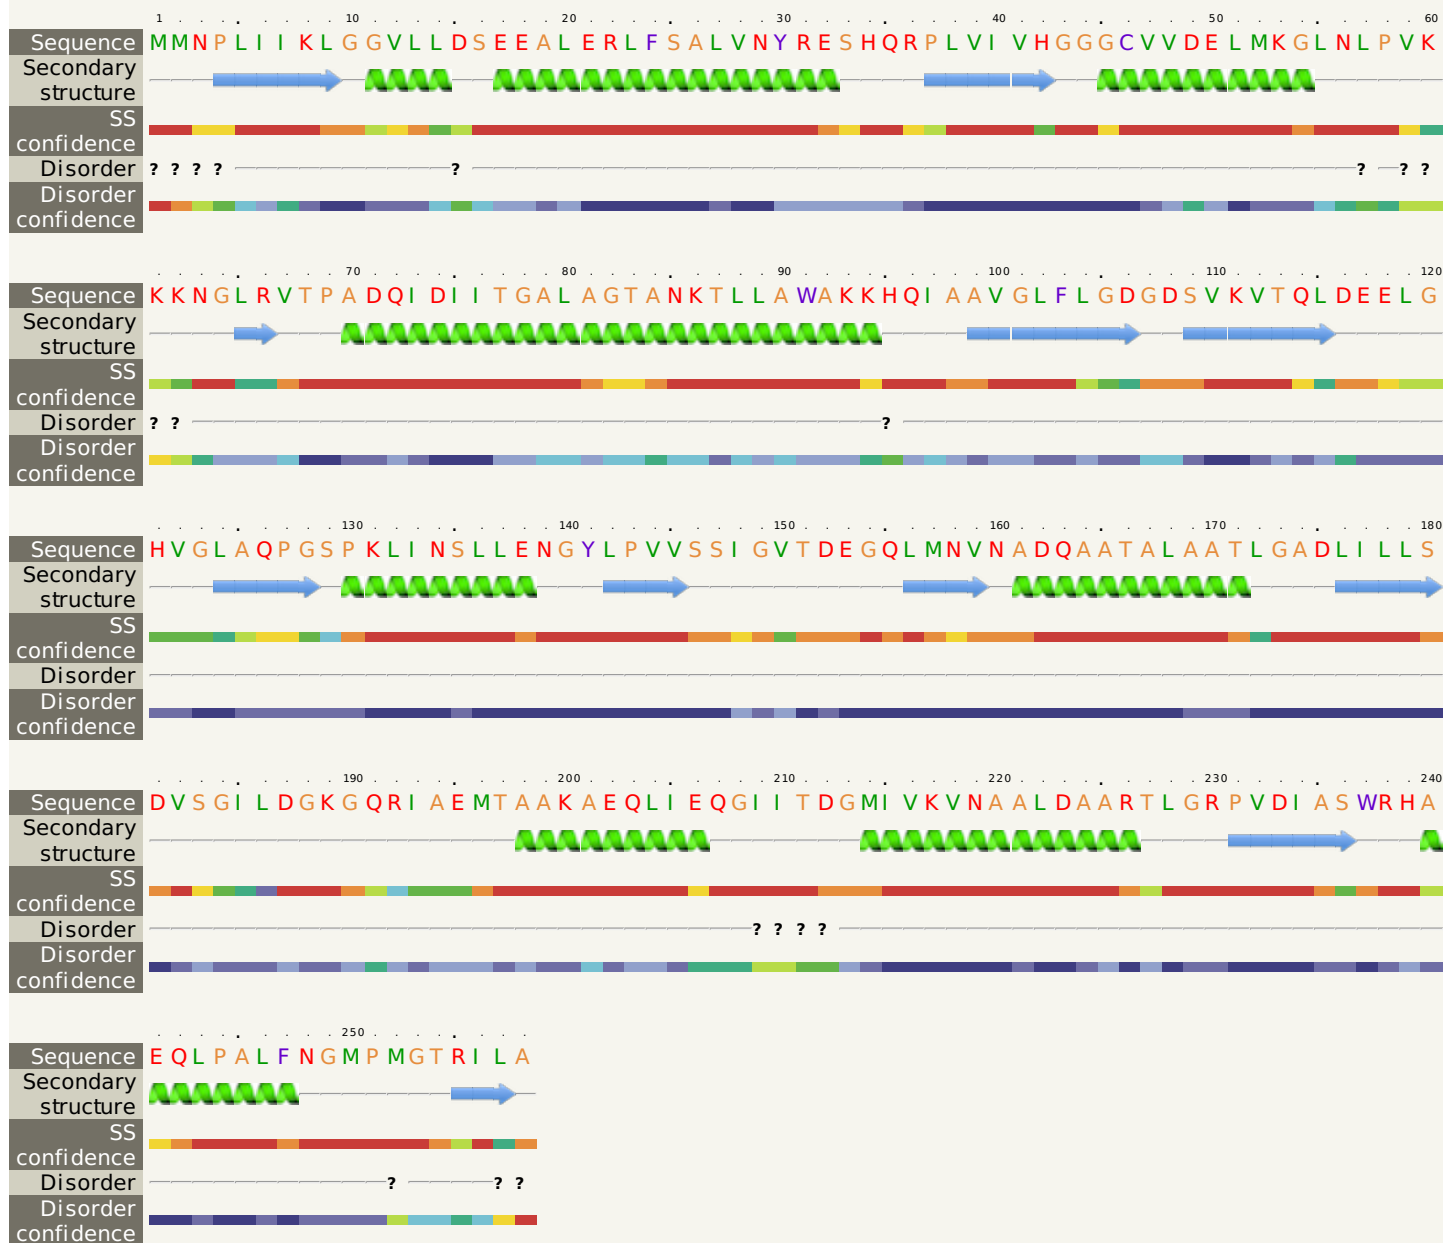 1 10 20 30 40 50 60
Sequence MMNPLIIKLGGVLLDSEEALERLFSALVNYRESHQRPLVIVHGGGCVVDELMKGLNLPVK
Secondary
structure
SS
confidence
Disorder ? ? ? ? ? ? ? ?
Disorder
confidence
70 80 90 100 110 120
Sequence KKNGLRVTPADQIDIITGALAGTANKTLLAWAKKHQIAAVGLFLGDGDSVKVTQLDEELG
Secondary
structure
SS
confidence
Disorder ? ? ?
Disorder
confidence
130 140 150 160 170 180
Sequence HVGLAQPGSPKLINSLLENGYLPVVSSIGVTDEGQLMNVNADQAATALAATLGADLILLS
Secondary
structure
SS
confidence
Disorder
Disorder
confidence
190 200 210 220 230 240
Sequence DVSGILDGKGQRIAEMTAAKAEQLIEQGIITDGMIVKVNAALDAARTLGRPVDIASWRHA
Secondary
structure
SS
confidence
Disorder ? ? ? ?
Disorder
confidence
250
Sequence EQLPALFNGMPMGTRILA
Secondary
structure
SS
confidence
Disorder ? ? ?
Disorder
confidence